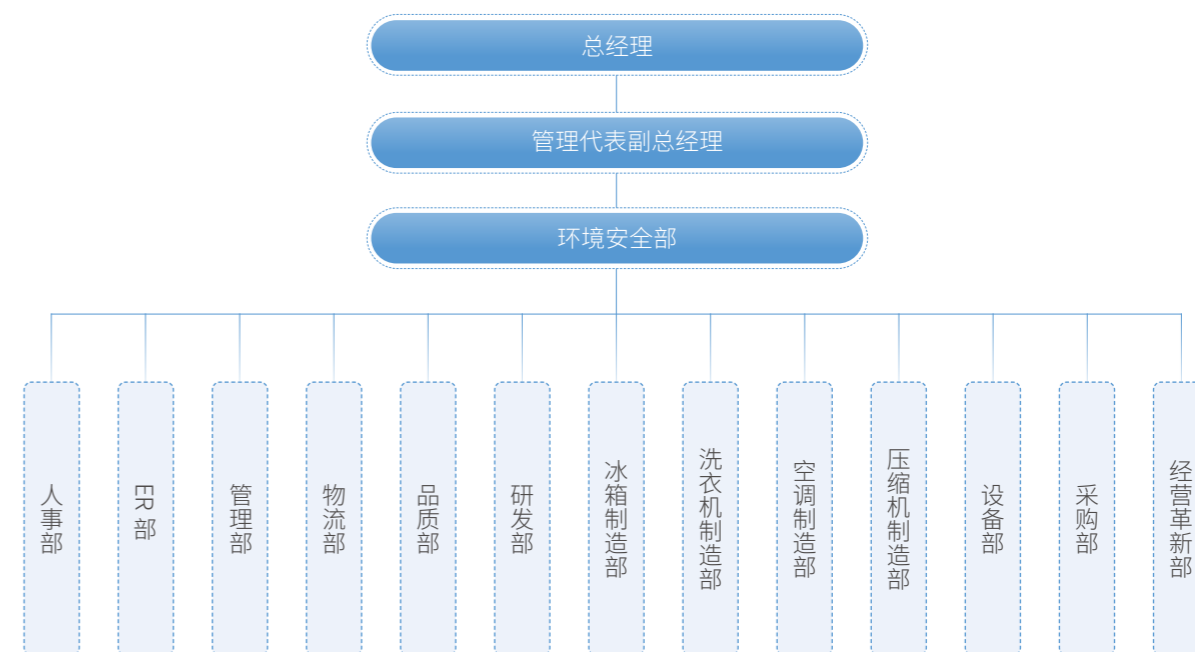 总经理
管理代表副总经理
环境安全部
人事部
ER 部
管理部
物流部
品质部
研发部
冰箱制造部
洗衣机制造部
空调制造部
压缩机制造部
设备部
采购部
经营革新部